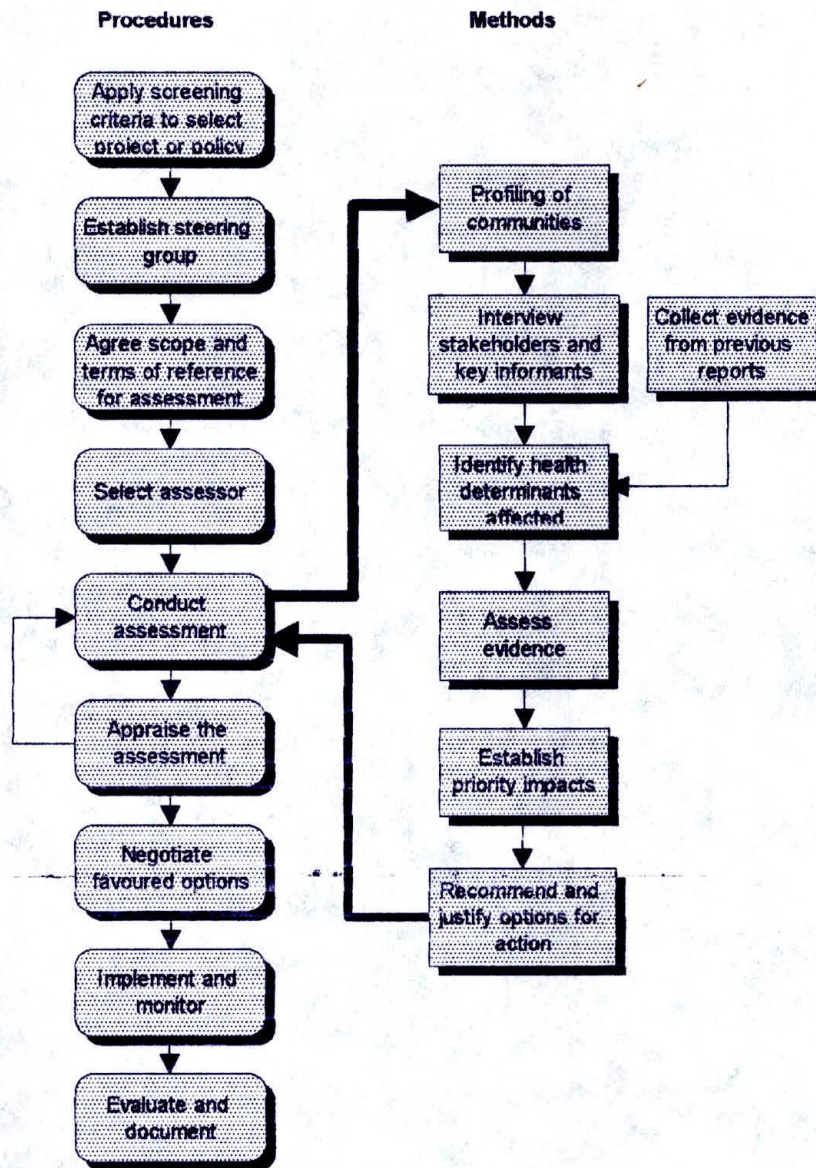 Procedures
Methods
Apply screening
criteria to select
project or policy
Establish steering
group
Agree scope and
terms of reference
for assessment
Select assessor
Conduct
assessment
Appraise the
assessment
Negotiate
favoured options
Implement and
monitor
Evaluate and
document
Profiling of
communities
Interview
stakeholders and
key informants
Collect evidence
from previous
reports
Identify health
determinants
affected
Assess
evidence
Establish
priority impacts
Recommend and
justify options for
action